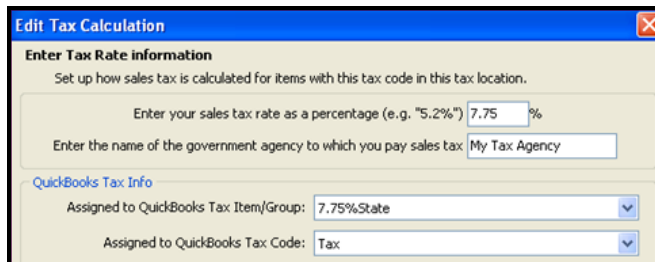 Edit Tax Calculation
Enter Tax Rate information
Set up how sales tax is calculated for items with this tax code in this tax location.
Enter your sales tax rate as a percentage (e.g. "5.2%") 7.75 %
Enter the name of the government agency to which you pay sales tax My Tax Agency
QuickBooks Tax Info
Assigned to QuickBooks Tax Item/Group: 7.75%State
Assigned to QuickBooks Tax Code: Tax